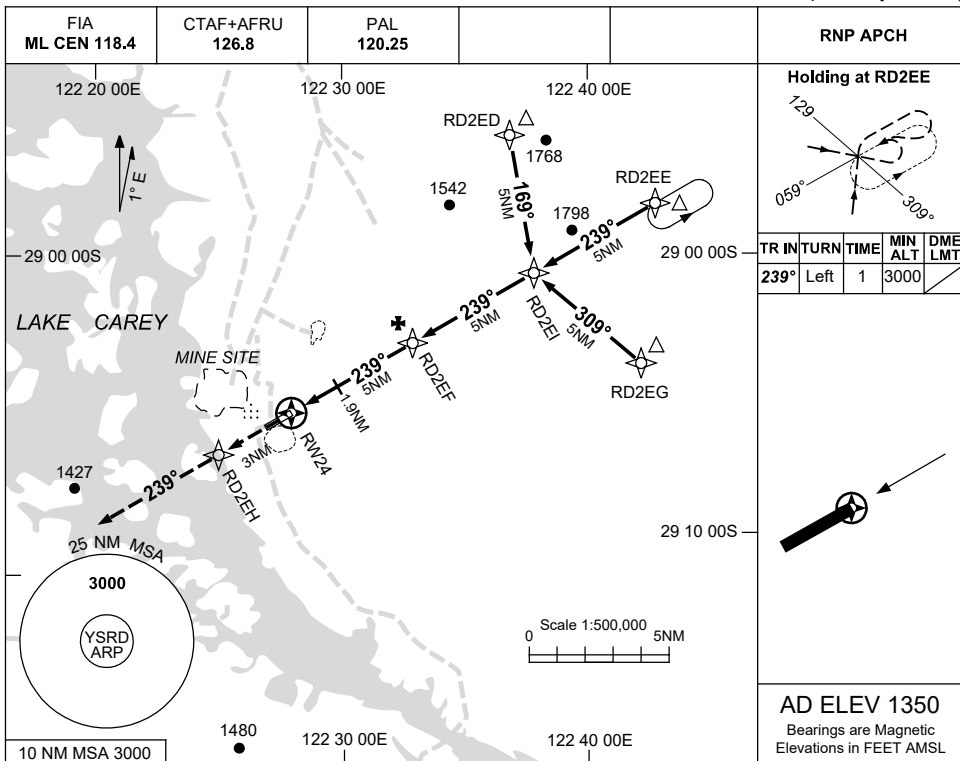 FIA
ML CEN 118.4
CTAF+AFRU
126.8
PAL
120.25
RNP APCH
122 20 00E
122 30 00E
122 40 00E
Holding at RD2EE
129
059°
309°
TR IN TURN TIME MIN ALT DME LMT
239° Left 1 3000
1° E
RD2ED
1768
1542
169°
5NM
RD2EE
1798
239°
5NM
29 00 00S
29 00 00S
RD2EI
239°
5NM
309°
5NM
LAKE CAREY
RD2EF
RD2EG
MINE SITE
239°
5NM
1.9NM
RW24
3NM
RD2EH
239°
1427
29 10 00S
25 NM MSA
3000
YSRD
ARP
Scale 1:500,000
0 5NM
1480
122 30 00E
122 40 00E
10 NM MSA 3000
AD ELEV 1350
Bearings are Magnetic
Elevations in FEET AMSL